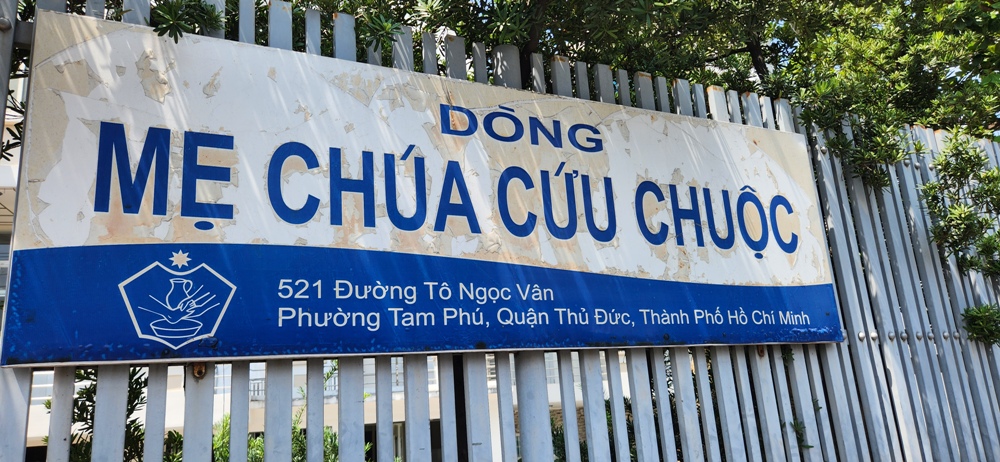 DÒNG
MẸ CHÚA CỨU CHUỘC
521 Đường Tô Ngọc Vân
Phường Tam Phú, Quận Thủ Đức, Thành Phố Hồ Chí Minh